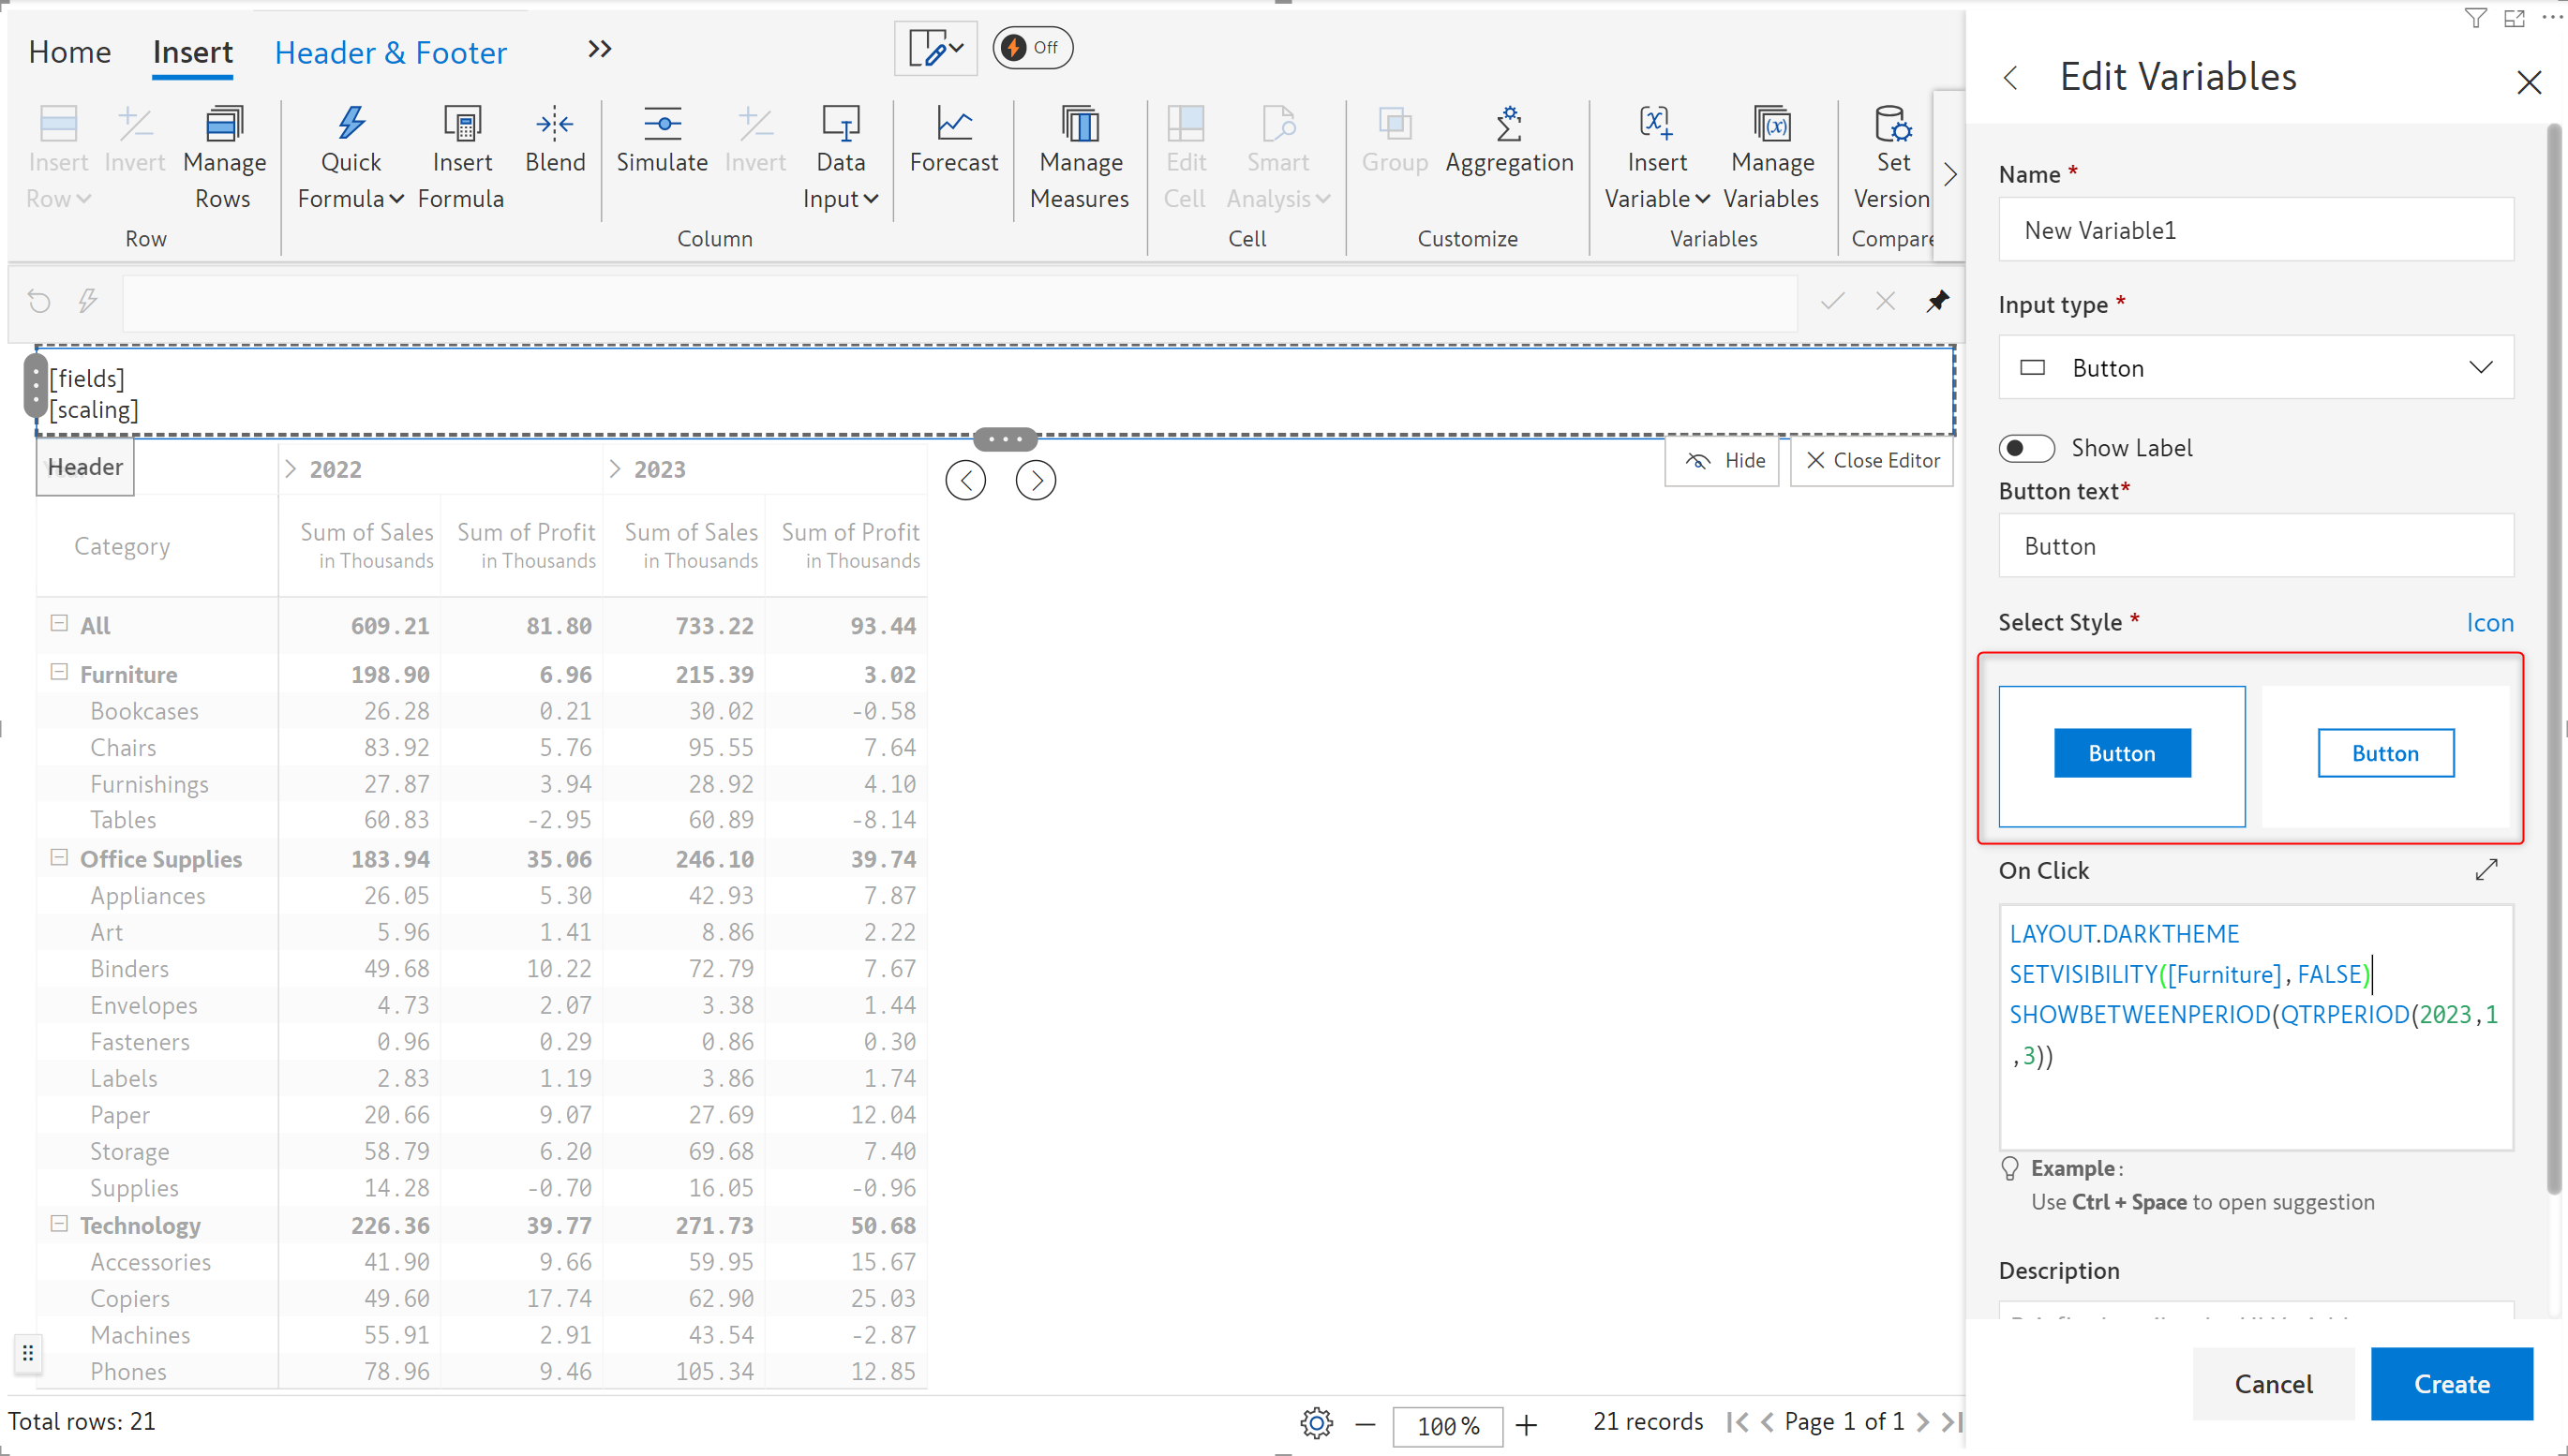 Home Insert Header & Footer
Off
Insert Row
Invert
Manage Rows
Row
Quick Formula
Insert Formula
Blend
Simulate
Invert
Data Input
Column
Forecast
Manage Measures
Edit Cell
Smart Analysis
Cell
Group
Aggregation
Customize
Insert Variable
Manage Variables
Variables
Set Version
Compare
[fields]
[scaling]
Header
Hide
Close Editor
2022 2023
Category Sum of Sales Sum of Profit Sum of Sales Sum of Profit
in Thousands in Thousands in Thousands in Thousands
All 609.21 81.80 733.22 93.44
Furniture 198.90 6.96 215.39 3.02
Bookcases 26.28 0.21 30.02 -0.58
Chairs 83.92 5.76 95.55 7.64
Furnishings 27.87 3.94 28.92 4.10
Tables 60.83 -2.95 60.89 -8.14
Office Supplies 183.94 35.06 246.10 39.74
Appliances 26.05 5.30 42.93 7.87
Art 5.96 1.41 8.86 2.22
Binders 49.68 10.22 72.79 7.67
Envelopes 4.73 2.07 3.38 1.44
Fasteners 0.96 0.29 0.86 0.30
Labels 2.83 1.19 3.86 1.74
Paper 20.66 9.07 27.69 12.04
Storage 58.79 6.20 69.68 7.40
Supplies 14.28 -0.70 16.05 -0.96
Technology 226.36 39.77 271.73 50.68
Accessories 41.90 9.66 59.95 15.67
Copiers 49.60 17.74 62.90 25.03
Machines 55.91 2.91 43.54 -2.87
Phones 78.96 9.46 105.34 12.85
Total rows: 21
100%
21 records
Page 1 of 1
Edit Variables
Name *
New Variable1
Input type *
Button
Show Label
Button text*
Button
Select Style * Icon
Button Button
On Click
LAYOUT.DARKTHEME
SETVISIBILITY([Furniture],FALSE)
SHOWBETWEENPERIOD(QTRPERIOD(2023,1
,3))
Example:
Use Ctrl + Space to open suggestion
Description
Cancel Create